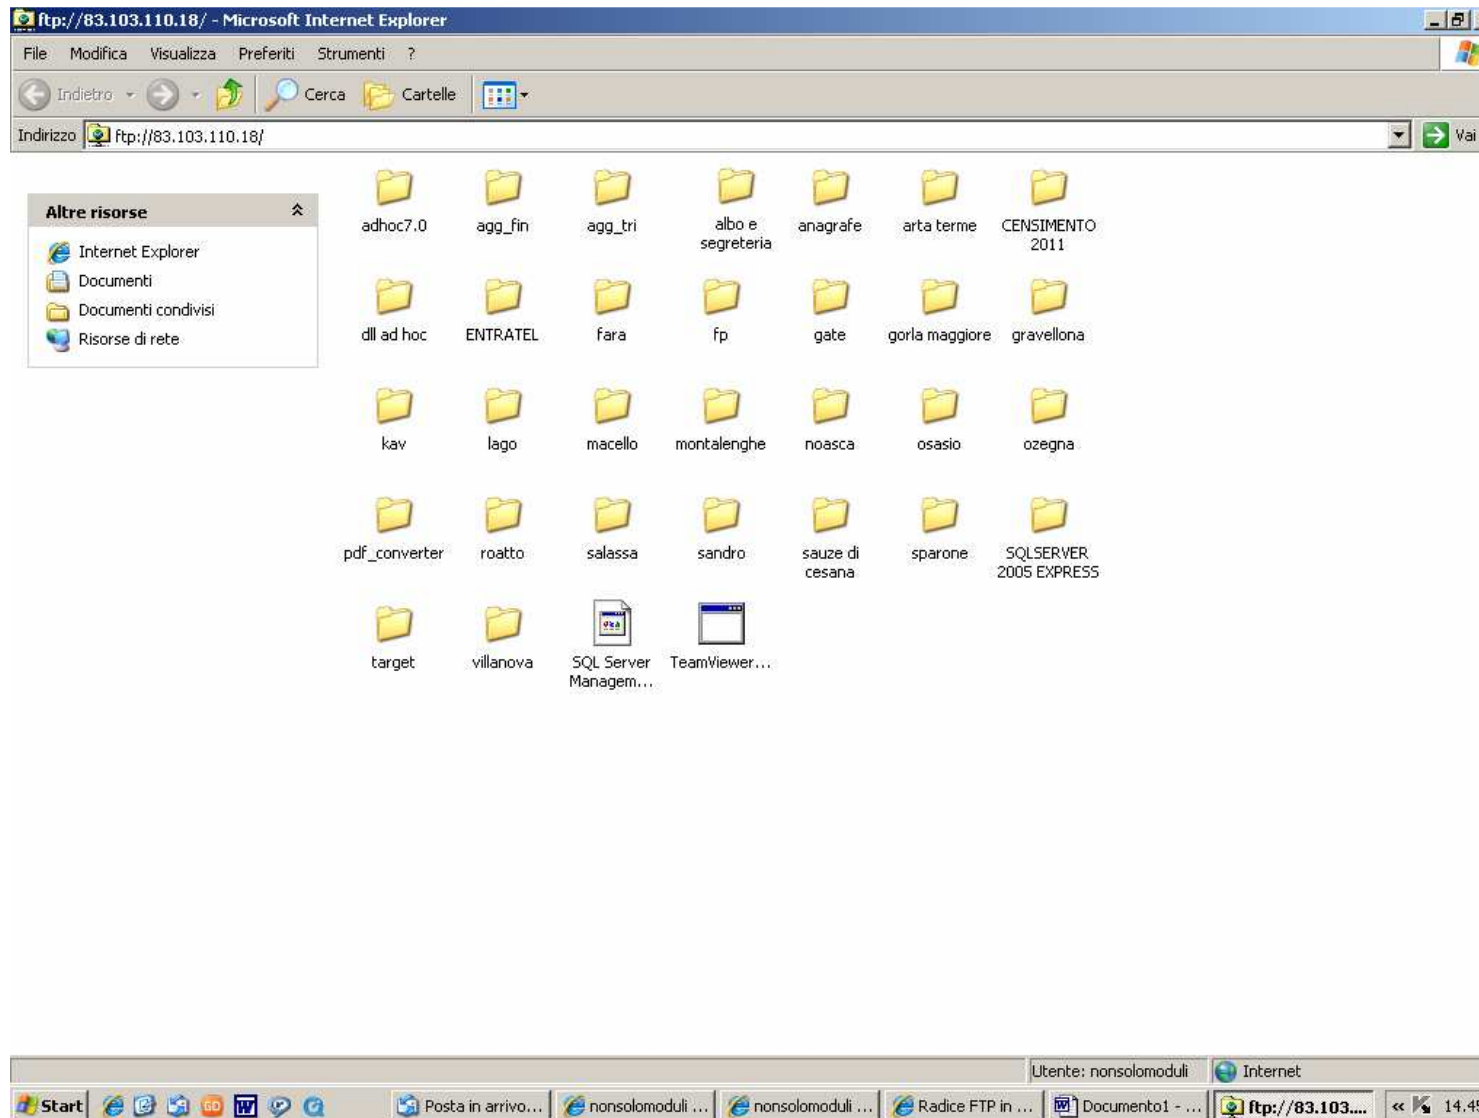 ftp://83.103.110.18/ - Microsoft Internet Explorer
File Modifica Visualizza Preferiti Strumenti ?
Indietro Cerca Cartelle
Indirizzo ftp://83.103.110.18/ Vai
Altre risorse
Internet Explorer
Documenti
Documenti condivisi
Risorse di rete
adhoc7.0
agg_fin
agg_tri
albo e
segreteria
anagrafe
arta terme
CENSIMENTO
2011
dll ad hoc
ENTRATEL
fara
fp
gate
gorla maggiore
gravellona
kav
lago
macello
montalenghe
noasca
osasio
ozegna
pdf_converter
roatto
salassa
sandro
sauze di
cesana
sparone
SQLSERVER
2005 EXPRESS
target
villanova
SQL Server
Managem...
TeamViewer...
Utente: nonsolomoduli Internet
Start Posta in arrivo... nonsolomoduli ... nonsolomoduli ... Radice FTP in ... Documento1 - ... ftp://83.103....